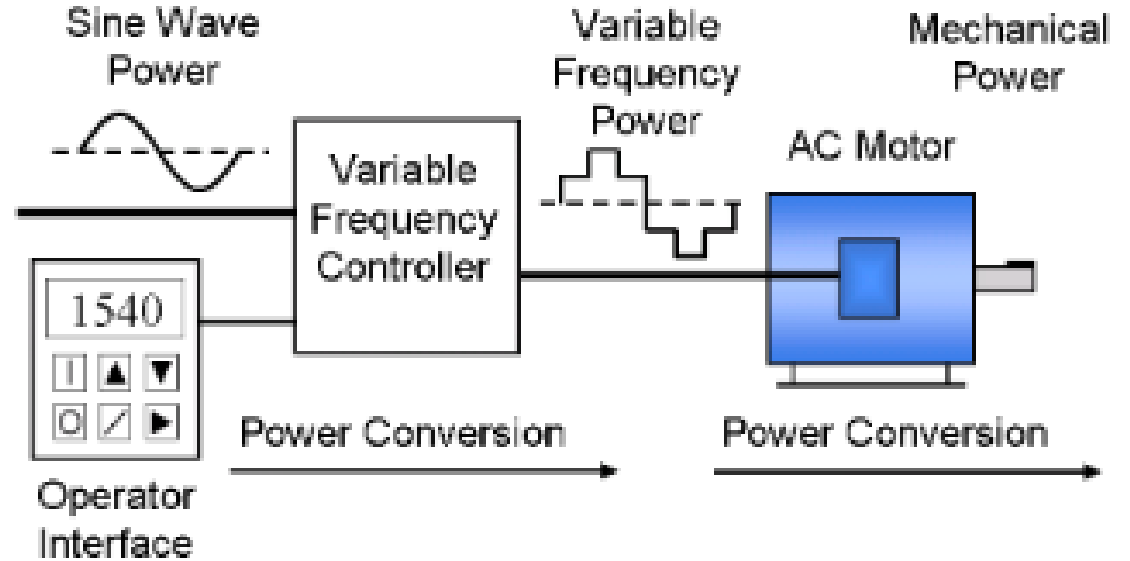 Sine Wave
Power
Variable
Frequency
Power
Mechanical
Power
AC Motor
Variable
Frequency
Controller
1540
Power Conversion
Power Conversion
Operator
Interface